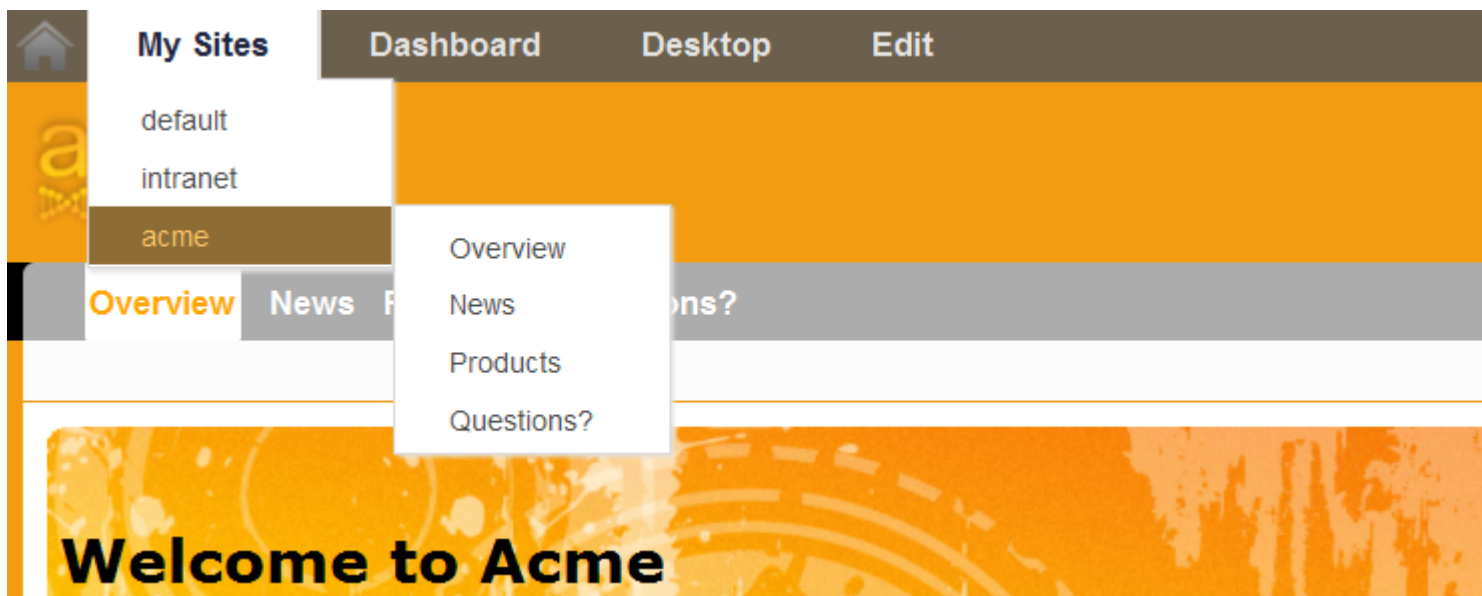 My Sites Dashboard Desktop Edit
default
intranet
acme
Overview
News
Products
Questions?
Overview News
Welcome to Acme